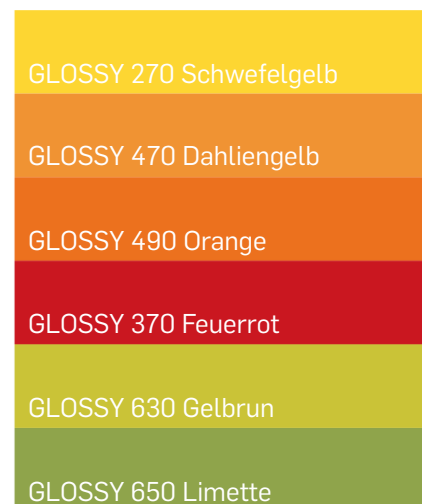 GLOSSY 270 Schwefelgelb
GLOSSY 470 Dahliengelb
GLOSSY 490 Orange
GLOSSY 370 Feuerrot
GLOSSY 630 Gelbrun
GLOSSY 650 Limette